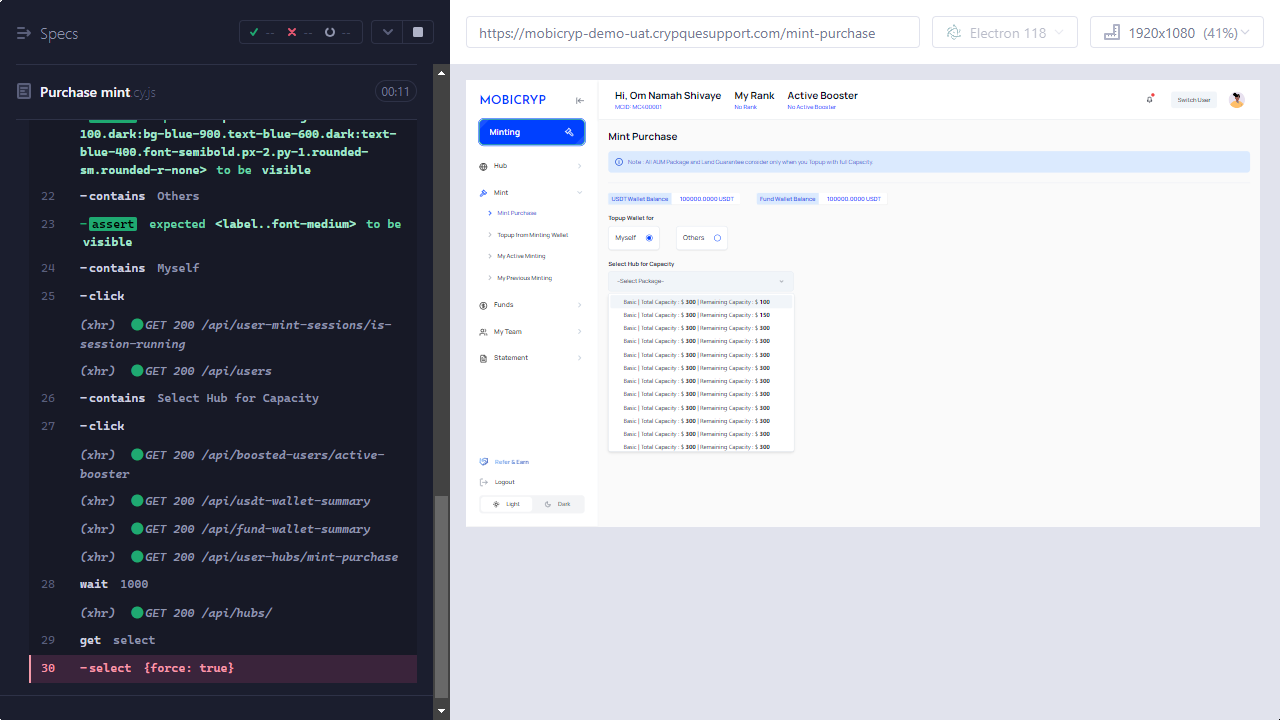 Specs
--
--
--
Purchase mint.cy.js
00:11
100.dark:bg-blue-900.text-blue-600.dark:text-
blue-400.font-semibold.px-2.py-1.rounded-
sm.rounded-r-none> to be visible
22 -contains Others
23 -assert expected <label..font-medium> to be
visible
24 -contains Myself
25 -click
(xhr) GET 200 /api/user-mint-sessions/is-
session-running
(xhr) GET 200 /api/users
26 -contains Select Hub for Capacity
27 -click
(xhr) GET 200 /api/boosted-users/active-
booster
(xhr) GET 200 /api/usdt-wallet-summary
(xhr) GET 200 /api/fund-wallet-summary
(xhr) GET 200 /api/user-hubs/mint-purchase
28 wait 1000
(xhr) GET 200 /api/hubs/
29 get select
30 -select {force: true}
https://mobicryp-demo-uat.crypquesupport.com/mint-purchase
Electron 118
1920x1080 (41%)
MOBICRYP
Minting
Hub
Mint
Mint Purchase
Topup from Minting Wallet
My Active Minting
My Previous Minting
Funds
My Team
Statement
Refer & Earn
Logout
Light
Dark
Hi, Om Namah Shivaye
MCID: MC400001
My Rank
No Rank
Active Booster
No Active Booster
Switch User
Mint Purchase
Note : All AUM Package and Land Guarantee consider only when you Topup with full Capacity.
USDT Wallet Balance 100000.0000 USDT
Fund Wallet Balance 100000.0000 USDT
Topup Wallet for
Myself
Others
Select Hub for Capacity
-Select Package-
Basic | Total Capacity : $ 300 | Remaining Capacity : $ 100
Basic | Total Capacity : $ 300 | Remaining Capacity : $ 150
Basic | Total Capacity : $ 300 | Remaining Capacity : $ 300
Basic | Total Capacity : $ 300 | Remaining Capacity : $ 300
Basic | Total Capacity : $ 300 | Remaining Capacity : $ 300
Basic | Total Capacity : $ 300 | Remaining Capacity : $ 300
Basic | Total Capacity : $ 300 | Remaining Capacity : $ 300
Basic | Total Capacity : $ 300 | Remaining Capacity : $ 300
Basic | Total Capacity : $ 300 | Remaining Capacity : $ 300
Basic | Total Capacity : $ 300 | Remaining Capacity : $ 300
Basic | Total Capacity : $ 300 | Remaining Capacity : $ 300
Basic | Total Capacity : $ 300 | Remaining Capacity : $ 300